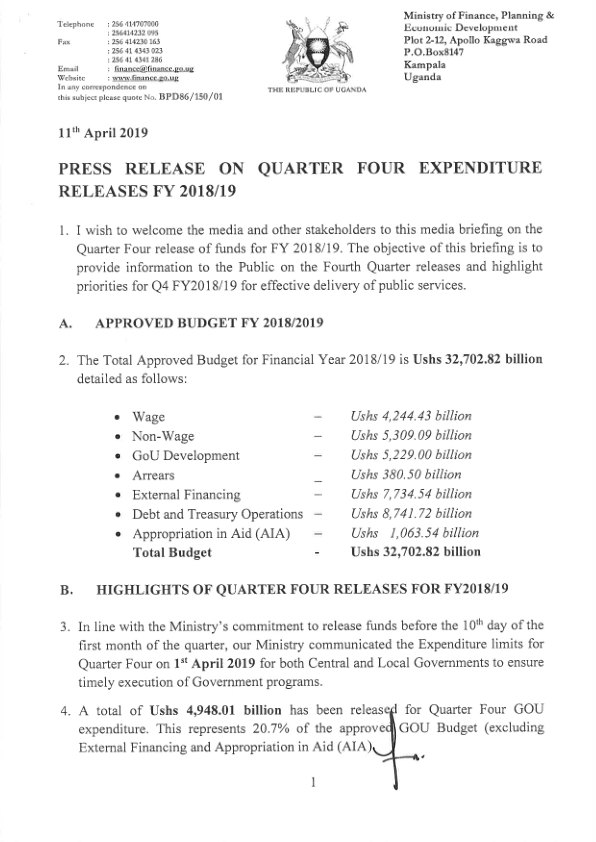 Telephone : 256 414707000
: 256414232 095
Fax : 256 414230 163
: 256 41 4343 023
: 256 41 4341 286
Email : finance@finance.go.ug
Website : www.finance.go.ug
In any correspondence on
this subject please quote No. BPD86/150/01
THE REPUBLIC OF UGANDA
Ministry of Finance, Planning &
Economic Development
Plot 2-12, Apollo Kaggwa Road
P.O.Box8147
Kampala
Uganda
11th April 2019
PRESS RELEASE ON QUARTER FOUR EXPENDITURE
RELEASES FY 2018/19
1. I wish to welcome the media and other stakeholders to this media briefing on the
Quarter Four release of funds for FY 2018/19. The objective of this briefing is to
provide information to the Public on the Fourth Quarter releases and highlight
priorities for Q4 FY2018/19 for effective delivery of public services.
A. APPROVED BUDGET FY 2018/2019
2. The Total Approved Budget for Financial Year 2018/19 is Ushs 32,702.82 billion
detailed as follows:
• Wage – Ushs 4,244.43 billion
• Non-Wage – Ushs 5,309.09 billion
• GoU Development – Ushs 5,229.00 billion
• Arrears _ Ushs 380.50 billion
• External Financing – Ushs 7,734.54 billion
• Debt and Treasury Operations – Ushs 8,741.72 billion
• Appropriation in Aid (AIA) – Ushs 1,063.54 billion
Total Budget - Ushs 32,702.82 billion
B. HIGHLIGHTS OF QUARTER FOUR RELEASES FOR FY2018/19
3. In line with the Ministry's commitment to release funds before the 10th day of the
first month of the quarter, our Ministry communicated the Expenditure limits for
Quarter Four on 1st April 2019 for both Central and Local Governments to ensure
timely execution of Government programs.
4. A total of Ushs 4,948.01 billion has been released for Quarter Four GOU
expenditure. This represents 20.7% of the approved GOU Budget (excluding
External Financing and Appropriation in Aid (AIA)
1